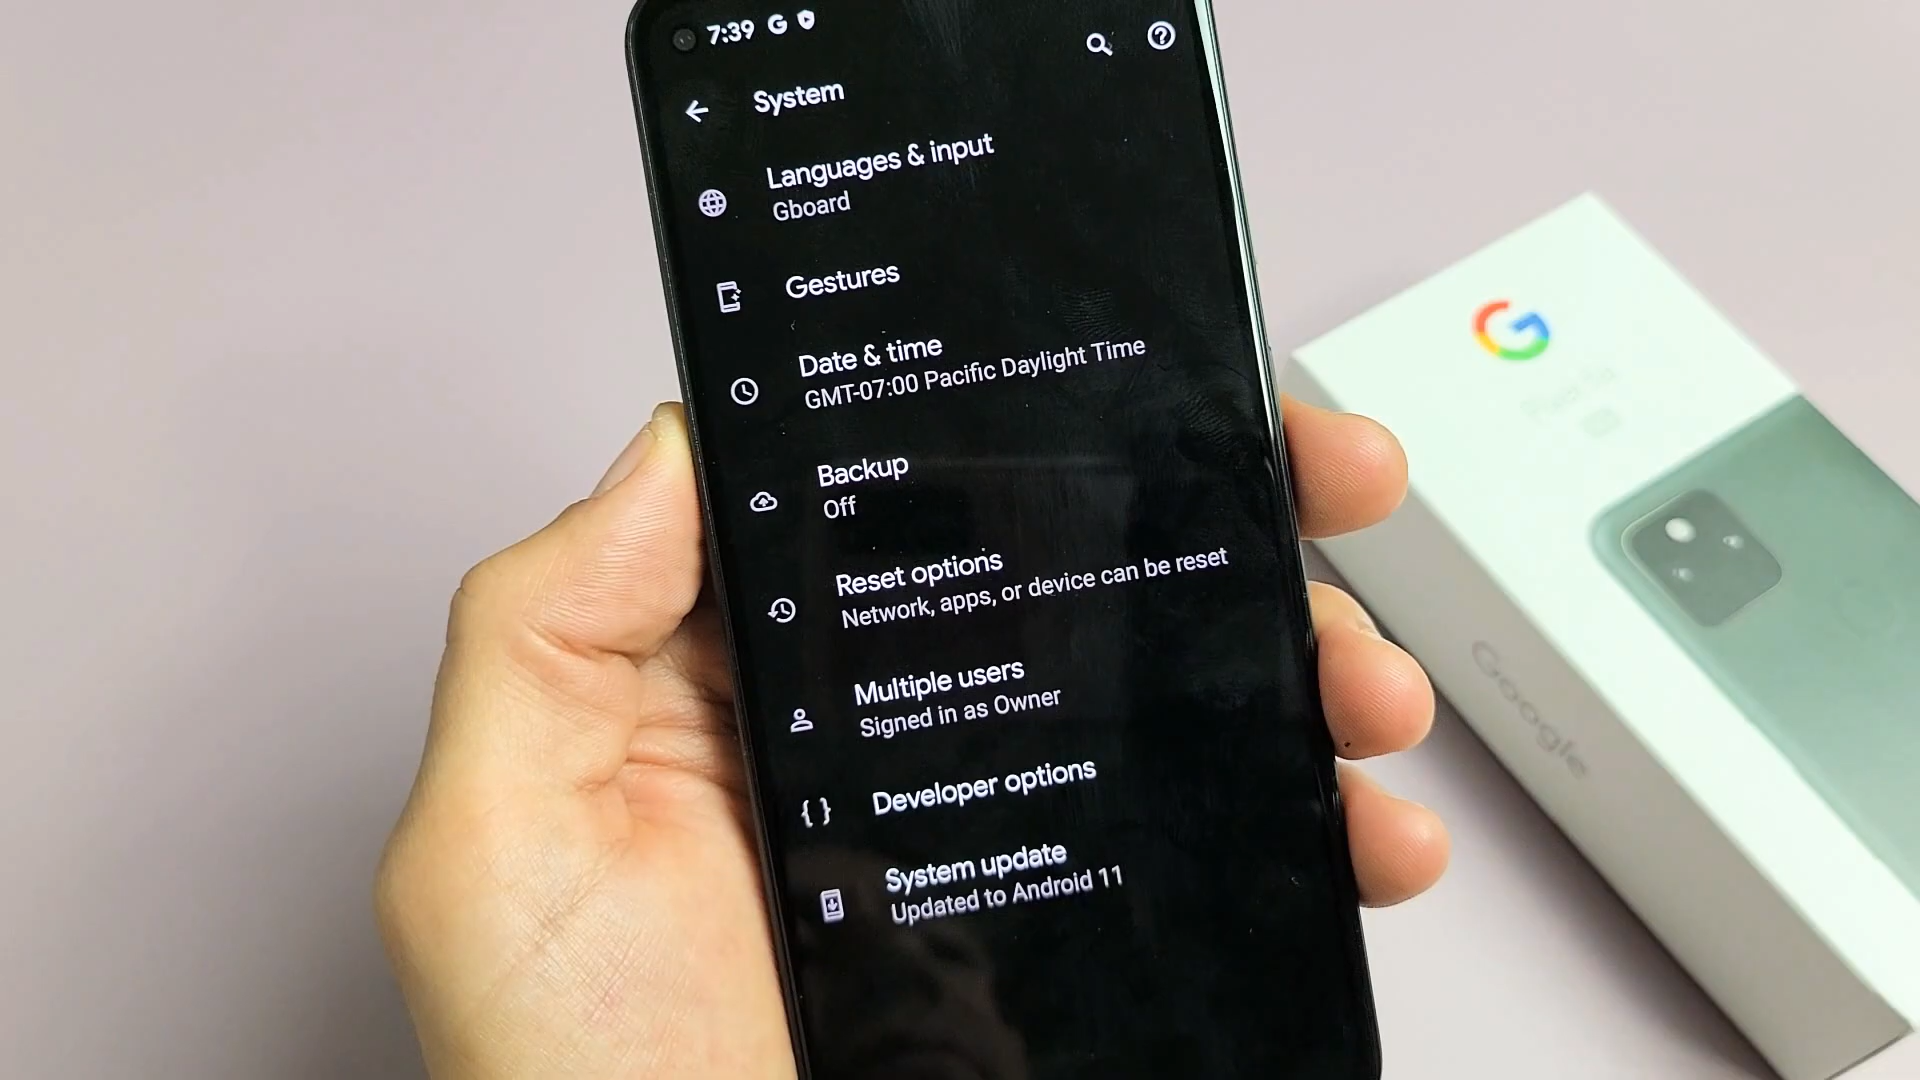 7:39
System
Languages & input
Gboard
Gestures
Date & time
GMT-07:00 Pacific Daylight Time
Backup
Off
Reset options
Network, apps, or device can be reset
Multiple users
Signed in as Owner
{ } Developer options
System update
Updated to Android 11
G
Google